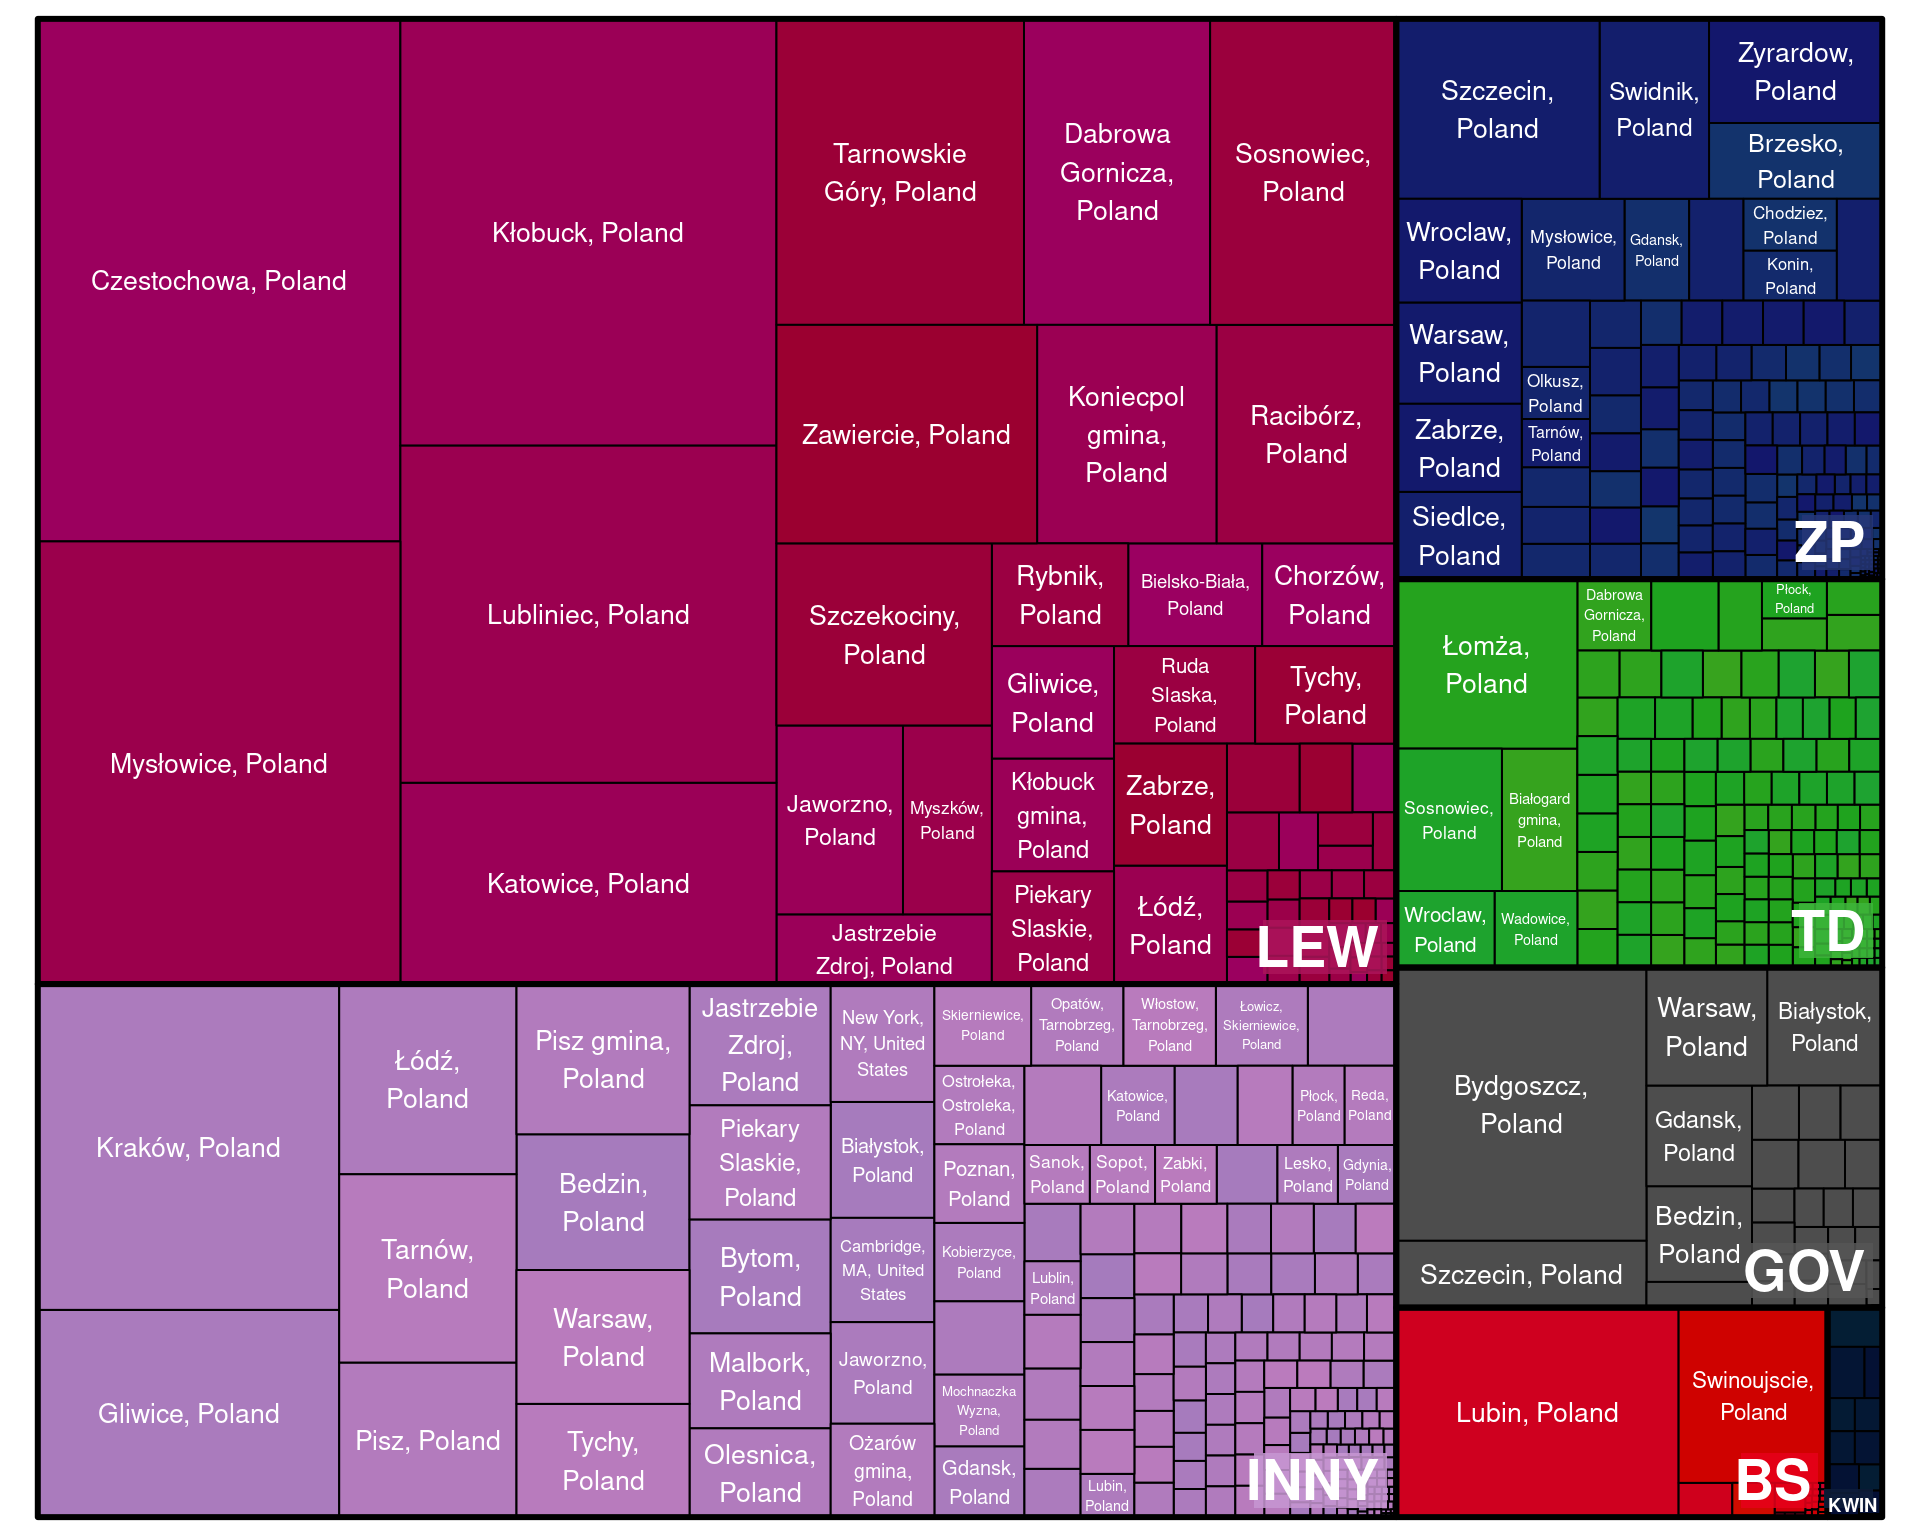 Czestochowa, Poland
Mysłowice, Poland
Kłobuck, Poland
Lubliniec, Poland
Katowice, Poland
Tarnowskie
Góry, Poland
Dabrowa
Gornicza,
Poland
Sosnowiec,
Poland
Zawiercie, Poland
Koniecpol
gmina,
Poland
Racibórz,
Poland
Szczekociny,
Poland
Rybnik,
Poland
Bielsko-Biała,
Poland
Chorzów,
Poland
Gliwice,
Poland
Ruda
Slaska,
Poland
Tychy,
Poland
Jaworzno,
Poland
Myszków,
Poland
Jastrzebie
Zdroj, Poland
Kłobuck
gmina,
Poland
Piekary
Slaskie,
Poland
Zabrze,
Poland
Łódź,
Poland
LEW
Szczecin,
Poland
Swidnik,
Poland
Zyrardow,
Poland
Brzesko,
Poland
Wroclaw,
Poland
Mysłowice,
Poland
Gdansk,
Poland
Chodziez,
Poland
Konin,
Poland
Warsaw,
Poland
Olkusz,
Poland
Zabrze,
Poland
Tarnów,
Poland
Siedlce,
Poland
ZP
Łomża,
Poland
Dabrowa
Gornicza,
Poland
Płock,
Poland
Sosnowiec,
Poland
Białogard
gmina,
Poland
Wroclaw,
Poland
Wadowice,
Poland
TD
Bydgoszcz,
Poland
Szczecin, Poland
Warsaw,
Poland
Białystok,
Poland
Gdansk,
Poland
Bedzin,
Poland
GOV
Lubin, Poland
Swinoujscie,
Poland
BS
KWIN
Kraków, Poland
Gliwice, Poland
Łódź,
Poland
Tarnów,
Poland
Pisz, Poland
Pisz gmina,
Poland
Bedzin,
Poland
Warsaw,
Poland
Tychy,
Poland
Jastrzebie
Zdroj,
Poland
Piekary
Slaskie,
Poland
Bytom,
Poland
Malbork,
Poland
Olesnica,
Poland
New York,
NY, United
States
Białystok,
Poland
Cambridge,
MA, United
States
Jaworzno,
Poland
Ożarów
gmina,
Poland
Skierniewice,
Poland
Opatów,
Tarnobrzeg,
Poland
Włostow,
Tarnobrzeg,
Poland
Łowicz,
Skierniewice,
Poland
Ostrołeka,
Ostroleka,
Poland
Katowice,
Poland
Płock,
Poland
Reda,
Poland
Poznan,
Poland
Sanok,
Poland
Sopot,
Poland
Zabki,
Poland
Lesko,
Poland
Gdynia,
Poland
Kobierzyce,
Poland
Lublin,
Poland
Mochnaczka
Wyzna,
Poland
Gdansk,
Poland
Lubin,
Poland
INNY